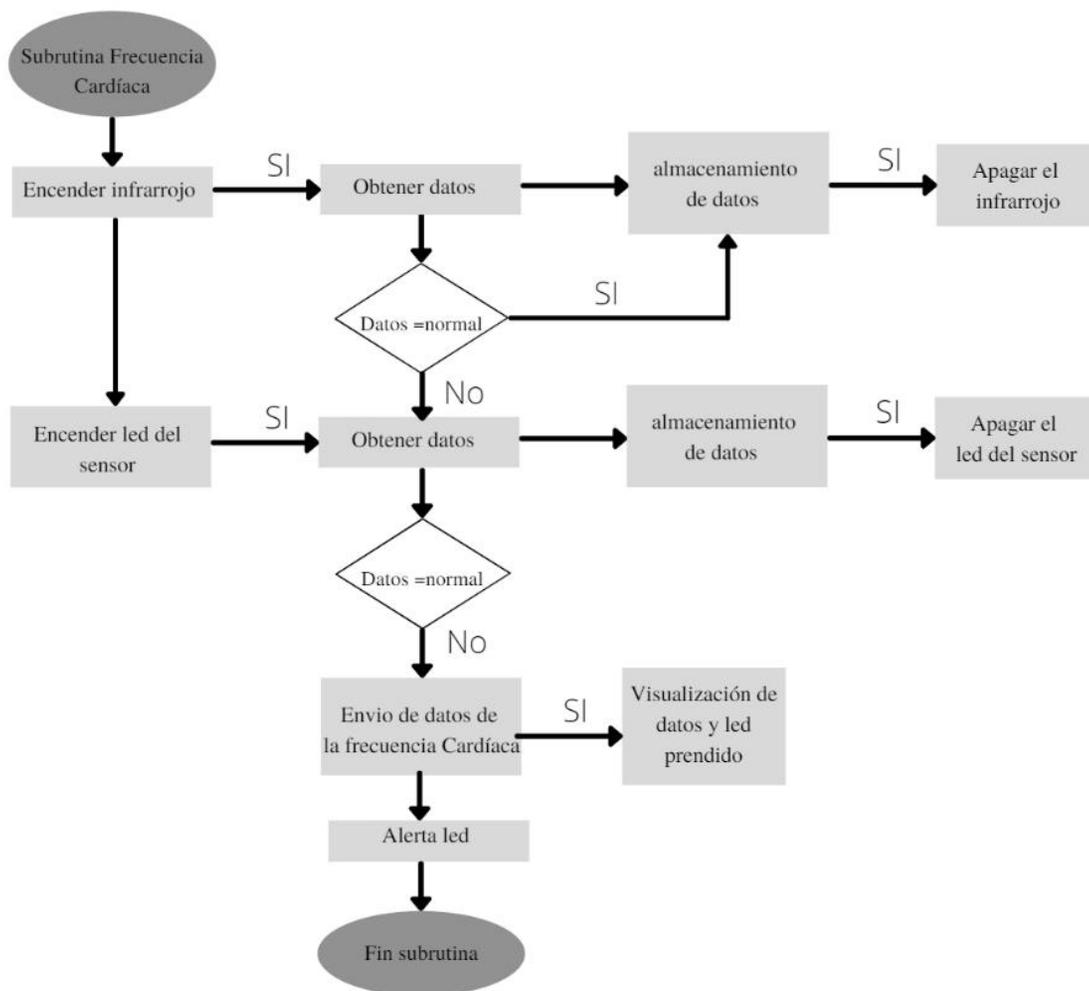 Subrutina Frecuencia
Cardíaca
Encender infrarrojo
SI
Obtener datos
almacenamiento
de datos
SI
Apagar el
infrarrojo
Datos =normal
SI
No
Encender led del
sensor
SI
Obtener datos
almacenamiento
de datos
SI
Apagar el
led del sensor
Datos =normal
No
Envio de datos de
la frecuencia Cardíaca
SI
Visualización de
datos y led
prendido
Alerta led
Fin subrutina